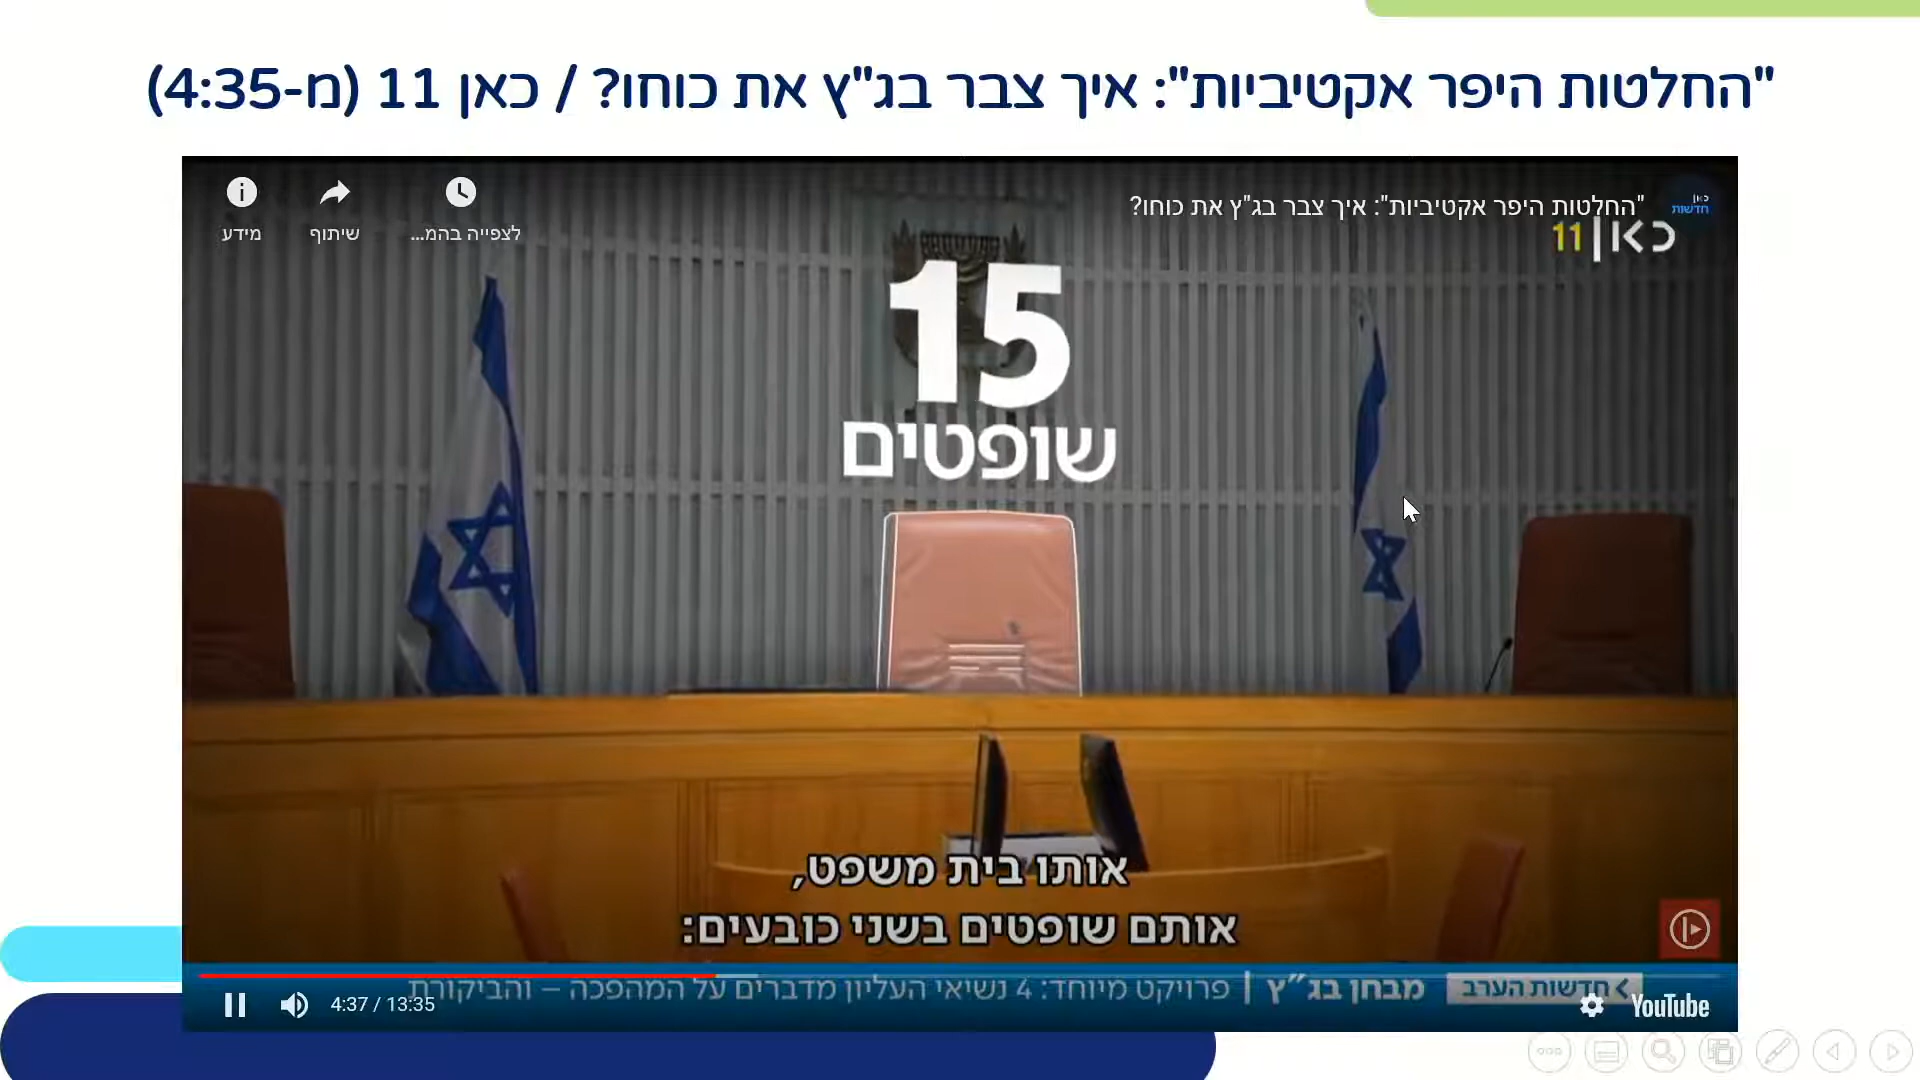 "החלטות היפר אקטיביות": איך צבר בג"ץ את כוחו? / כאן 11 (מ-4:35)
"החלטות היפר אקטיביות": איך צבר בג"ץ את כוחו?
כאן חדשות
כאן 11
לצפייה בהמ...
שיתוף
מידע
15
שופטים
אותו בית משפט,
אותם שופטים בשני כובעים:
חדשות הערב
מבחן בג"ץ | פרויקט מיוחד: 4 נשיאי העליון מדברים על המהפכה – והביקורת
4:37 / 13:35
YouTube